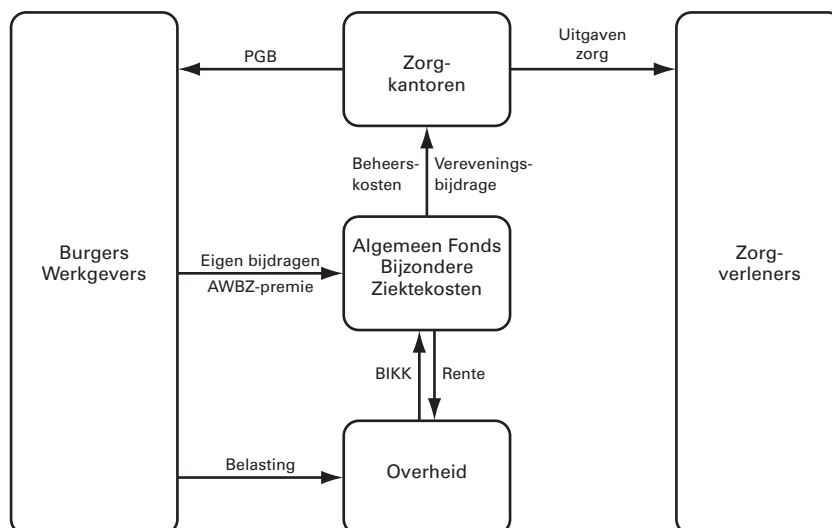 PGB
Zorg-
kantoren
Uitgaven
zorg
Beheers-
kosten
Verevenings-
bijdrage
Burgers
Werkgevers
Eigen bijdragen
AWBZ-premie
Algemeen Fonds
Bijzondere
Ziektekosten
Zorg-
verleners
BIKK
Rente
Belasting
Overheid